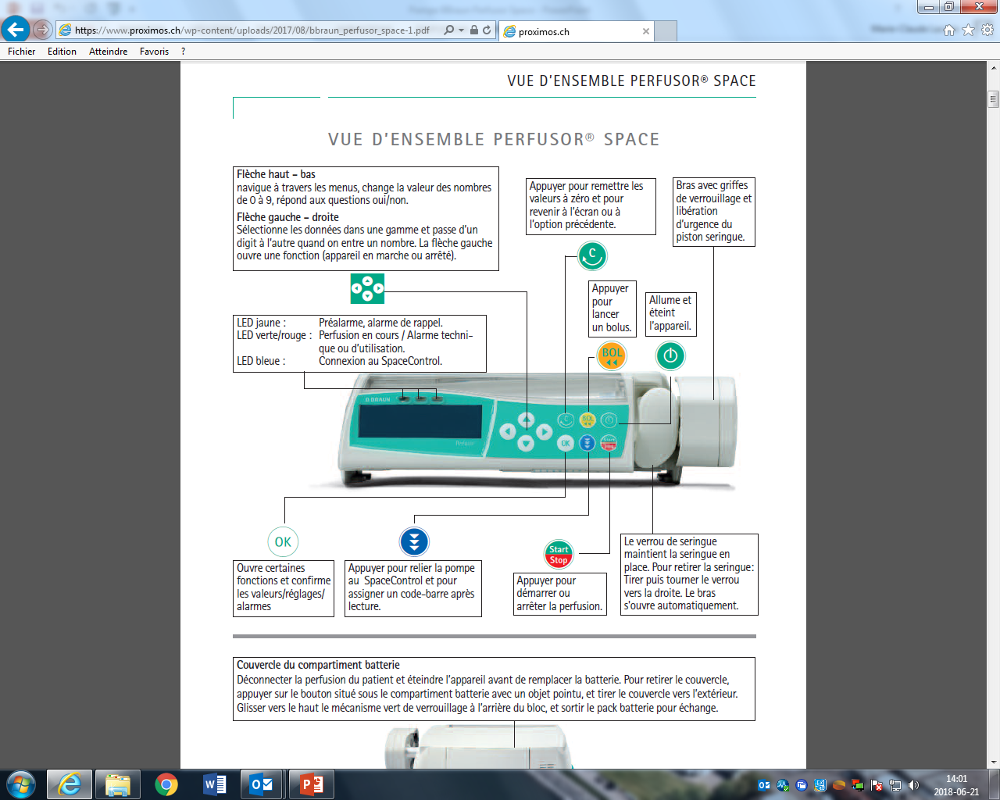 https://www.proximos.ch/wp-content/uploads/2017/08/bbraun_perfusor_space-1.pdf
proximos.ch
Fichier Edition Atteindre Favoris ?
VUE D'ENSEMBLE PERFUSOR® SPACE
VUE D'ENSEMBLE PERFUSOR® SPACE
Flèche haut – bas
navigue à travers les menus, change la valeur des nombres
de 0 à 9, répond aux questions oui/non.
Flèche gauche – droite
Sélectionne les données dans une gamme et passe d'un
digit à l'autre quand on entre un nombre. La flèche gauche
ouvre une fonction (appareil en marche ou arrêté).
Appuyer pour remettre les
valeurs à zéro et pour
revenir à l'écran ou à
l'option précédente.
Bras avec griffes
de verrouillage et
libération
d'urgence du
piston seringue.
C
Appuyer
pour
lancer
un bolus.
Allume et
éteint
l'appareil.
LED jaune : Préalarme, alarme de rappel.
LED verte/rouge : Perfusion en cours / Alarme techni-
que ou d'utilisation.
LED bleue : Connexion au SpaceControl.
BOL
B BRAUN
C BOL
Perfusor
OK Start
Stop
OK
Start
Stop
Ouvre certaines
fonctions et confirme
les valeurs/réglages/
alarmes
Appuyer pour relier la pompe
au SpaceControl et pour
assigner un code-barre après
lecture.
Appuyer pour
démarrer ou
arrêter la perfusion.
Le verrou de seringue
maintient la seringue en
place. Pour retirer la seringue:
Tirer puis tourner le verrou
vers la droite. Le bras
s'ouvre automatiquement.
Couvercle du compartiment batterie
Déconnecter la perfusion du patient et éteindre l'appareil avant de remplacer la batterie. Pour retirer le couvercle,
appuyer sur le bouton situé sous le compartiment batterie avec un objet pointu, et tirer le couvercle vers l'extérieur.
Glisser vers le haut le mécanisme vert de verrouillage à l'arrière du bloc, et sortir le pack batterie pour échange.
14:01
2018-06-21